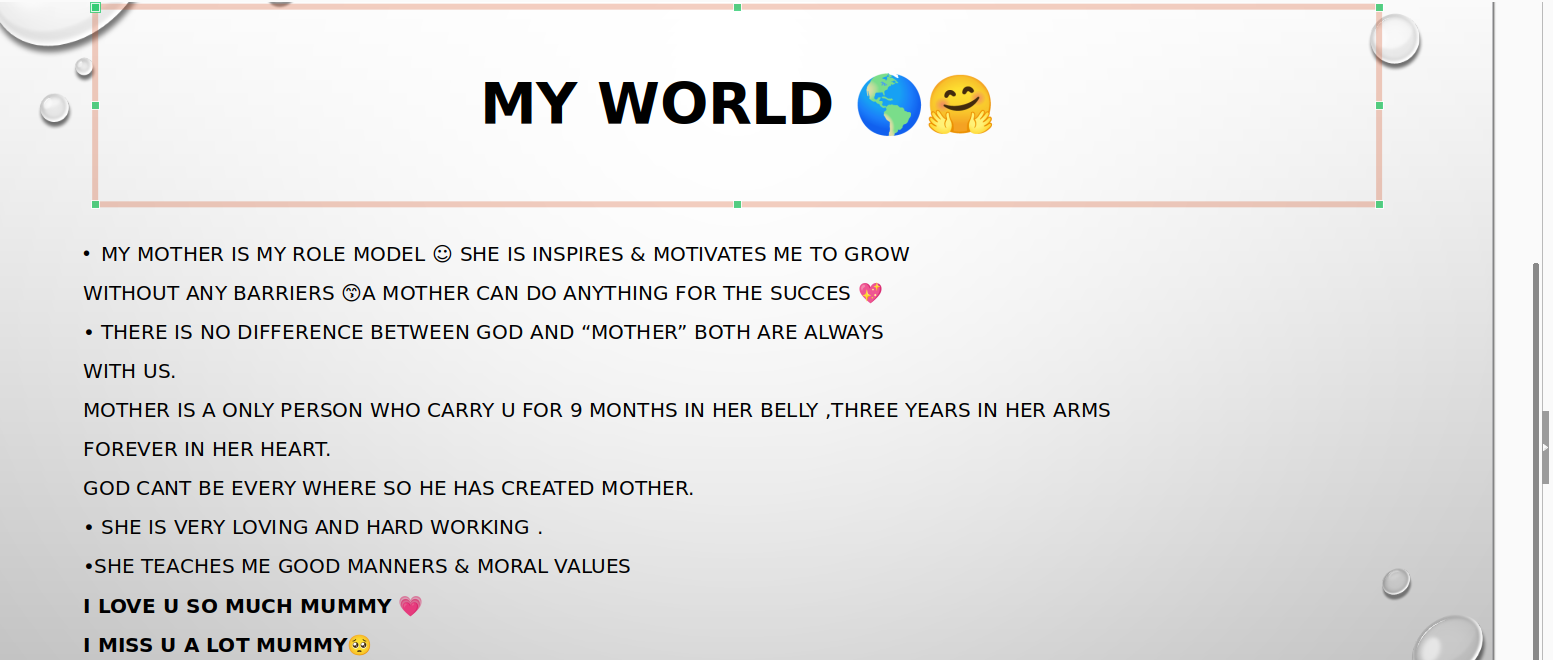 MY WORLD 🌎🤗
• MY MOTHER IS MY ROLE MODEL ☺ SHE IS INSPIRES & MOTIVATES ME TO GROW
WITHOUT ANY BARRIERS 😙A MOTHER CAN DO ANYTHING FOR THE SUCCES 💖
• THERE IS NO DIFFERENCE BETWEEN GOD AND “MOTHER” BOTH ARE ALWAYS
WITH US.
MOTHER IS A ONLY PERSON WHO CARRY U FOR 9 MONTHS IN HER BELLY ,THREE YEARS IN HER ARMS
FOREVER IN HER HEART.
GOD CANT BE EVERY WHERE SO HE HAS CREATED MOTHER.
• SHE IS VERY LOVING AND HARD WORKING .
•SHE TEACHES ME GOOD MANNERS & MORAL VALUES
I LOVE U SO MUCH MUMMY 💗
I MISS U A LOT MUMMY🥺